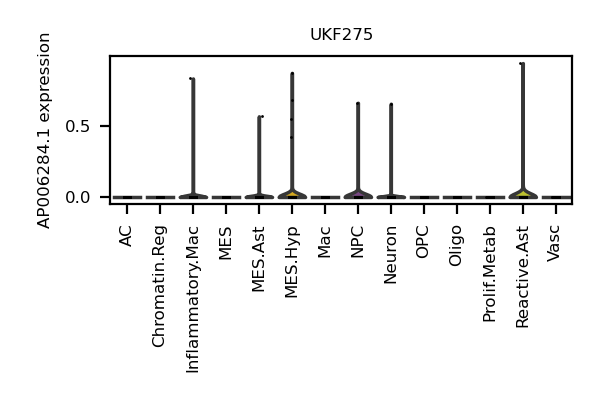 UKF275
AP006284.1 expression
0.5
0.0
AC
Chromatin.Reg
Inflammatory.Mac
MES
MES.Ast
MES.Hyp
Mac
NPC
Neuron
OPC
Oligo
Prolif.Metab
Reactive.Ast
Vasc